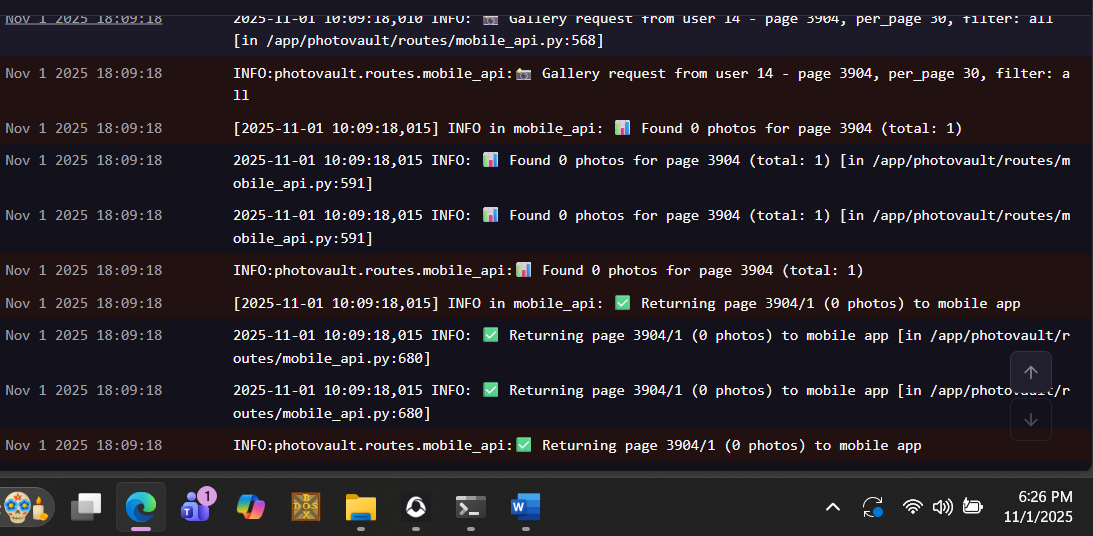 Nov 1 2025 18:09:18 2025-11-01 10:09:18,010 INFO: 📷 Gallery request from user 14 - page 3904, per_page 30, filter: all
[in /app/photovault/routes/mobile_api.py:568]
Nov 1 2025 18:09:18 INFO:photovault.routes.mobile_api:📷 Gallery request from user 14 - page 3904, per_page 30, filter: a
ll
Nov 1 2025 18:09:18 [2025-11-01 10:09:18,015] INFO in mobile_api: 📊 Found 0 photos for page 3904 (total: 1)
Nov 1 2025 18:09:18 2025-11-01 10:09:18,015 INFO: 📊 Found 0 photos for page 3904 (total: 1) [in /app/photovault/routes/m
obile_api.py:591]
Nov 1 2025 18:09:18 2025-11-01 10:09:18,015 INFO: 📊 Found 0 photos for page 3904 (total: 1) [in /app/photovault/routes/m
obile_api.py:591]
Nov 1 2025 18:09:18 INFO:photovault.routes.mobile_api:📊 Found 0 photos for page 3904 (total: 1)
Nov 1 2025 18:09:18 [2025-11-01 10:09:18,015] INFO in mobile_api: ✅ Returning page 3904/1 (0 photos) to mobile app
Nov 1 2025 18:09:18 2025-11-01 10:09:18,015 INFO: ✅ Returning page 3904/1 (0 photos) to mobile app [in /app/photovault/r
outes/mobile_api.py:680]
Nov 1 2025 18:09:18 2025-11-01 10:09:18,015 INFO: ✅ Returning page 3904/1 (0 photos) to mobile app [in /app/photovault/r
outes/mobile_api.py:680]
Nov 1 2025 18:09:18 INFO:photovault.routes.mobile_api:✅ Returning page 3904/1 (0 photos) to mobile app
1
T
B
DOS
W
6:26 PM
11/1/2025